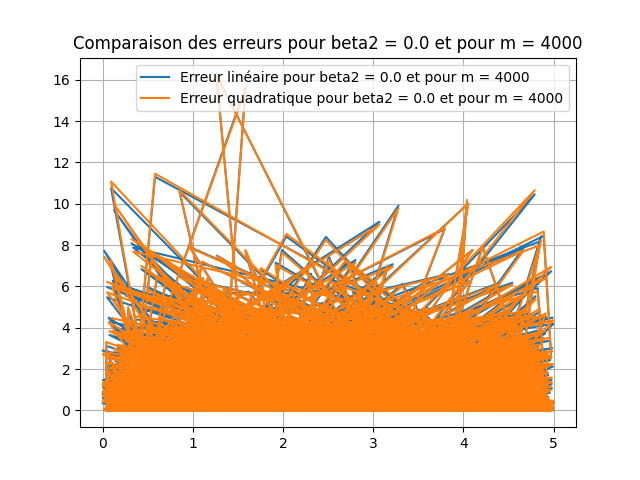 Comparaison des erreurs pour beta2 = 0.0 et pour m = 4000
Erreur linéaire pour beta2 = 0.0 et pour m = 4000
Erreur quadratique pour beta2 = 0.0 et pour m = 4000
16
14
12
10
8
6
4
2
0
0 1 2 3 4 5